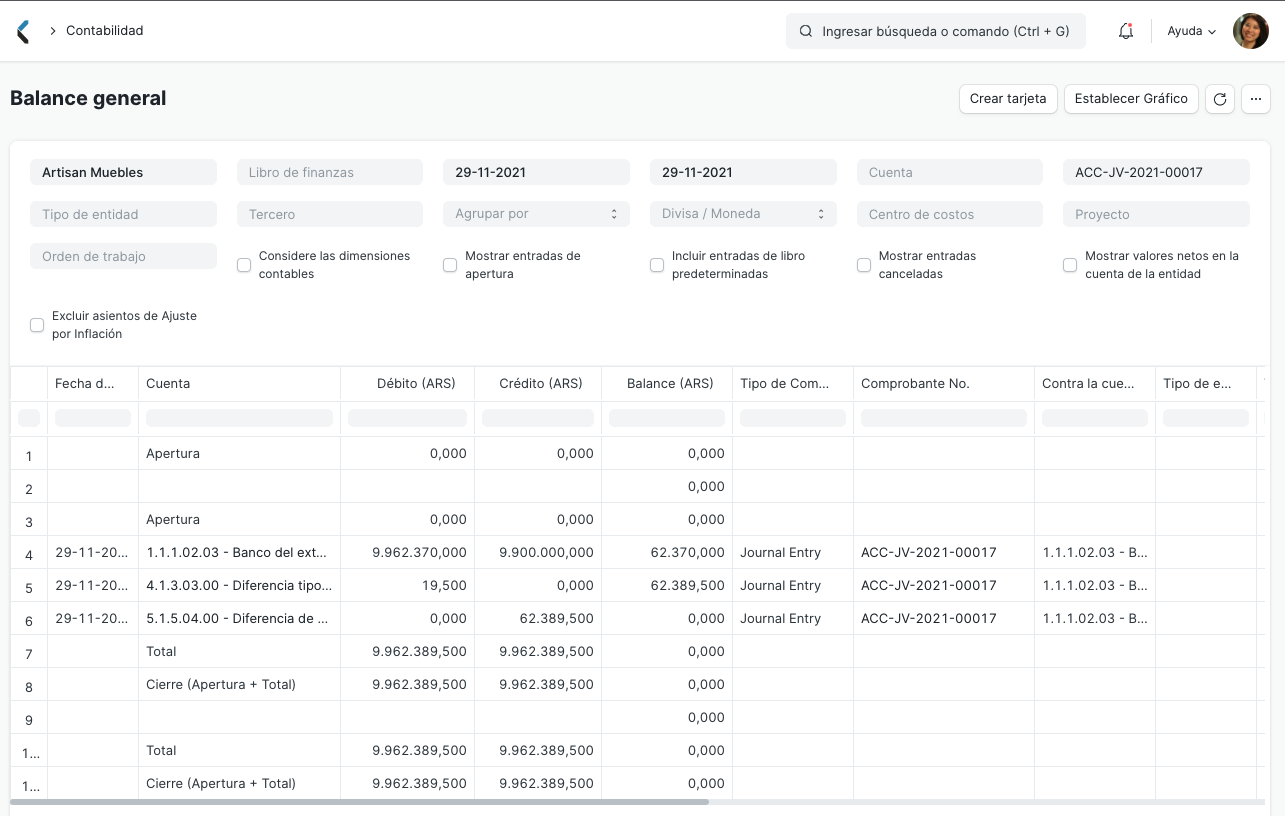 Contabilidad
Ingresar búsqueda o comando (Ctrl + G)
Ayuda
Balance general
Crear tarjeta
Establecer Gráfico
Artisan Muebles
Libro de finanzas
29-11-2021
29-11-2021
Cuenta
ACC-JV-2021-00017
Tipo de entidad
Tercero
Agrupar por
Divisa / Moneda
Centro de costos
Proyecto
Orden de trabajo
Considere las dimensiones
contables
Mostrar entradas de
apertura
Incluir entradas de libro
predeterminadas
Mostrar entradas
canceladas
Mostrar valores netos en la
cuenta de la entidad
Excluir asientos de Ajuste
por Inflación
Fecha d... Cuenta Débito (ARS) Crédito (ARS) Balance (ARS) Tipo de Com... Comprobante No. Contra la cue... Tipo de e...
1 Apertura 0,000 0,000 0,000
2 0,000
3 Apertura 0,000 0,000 0,000
4 29-11-20... 1.1.1.02.03 - Banco del ext... 9.962.370,000 9.900.000,000 62.370,000 Journal Entry ACC-JV-2021-00017 1.1.1.02.03 - B...
5 29-11-20... 4.1.3.03.00 - Diferencia tipo... 19,500 0,000 62.389,500 Journal Entry ACC-JV-2021-00017 1.1.1.02.03 - B...
6 29-11-20... 5.1.5.04.00 - Diferencia de ... 0,000 62.389,500 0,000 Journal Entry ACC-JV-2021-00017 1.1.1.02.03 - B...
7 Total 9.962.389,500 9.962.389,500 0,000
8 Cierre (Apertura + Total) 9.962.389,500 9.962.389,500 0,000
9 0,000
1... Total 9.962.389,500 9.962.389,500 0,000
1... Cierre (Apertura + Total) 9.962.389,500 9.962.389,500 0,000